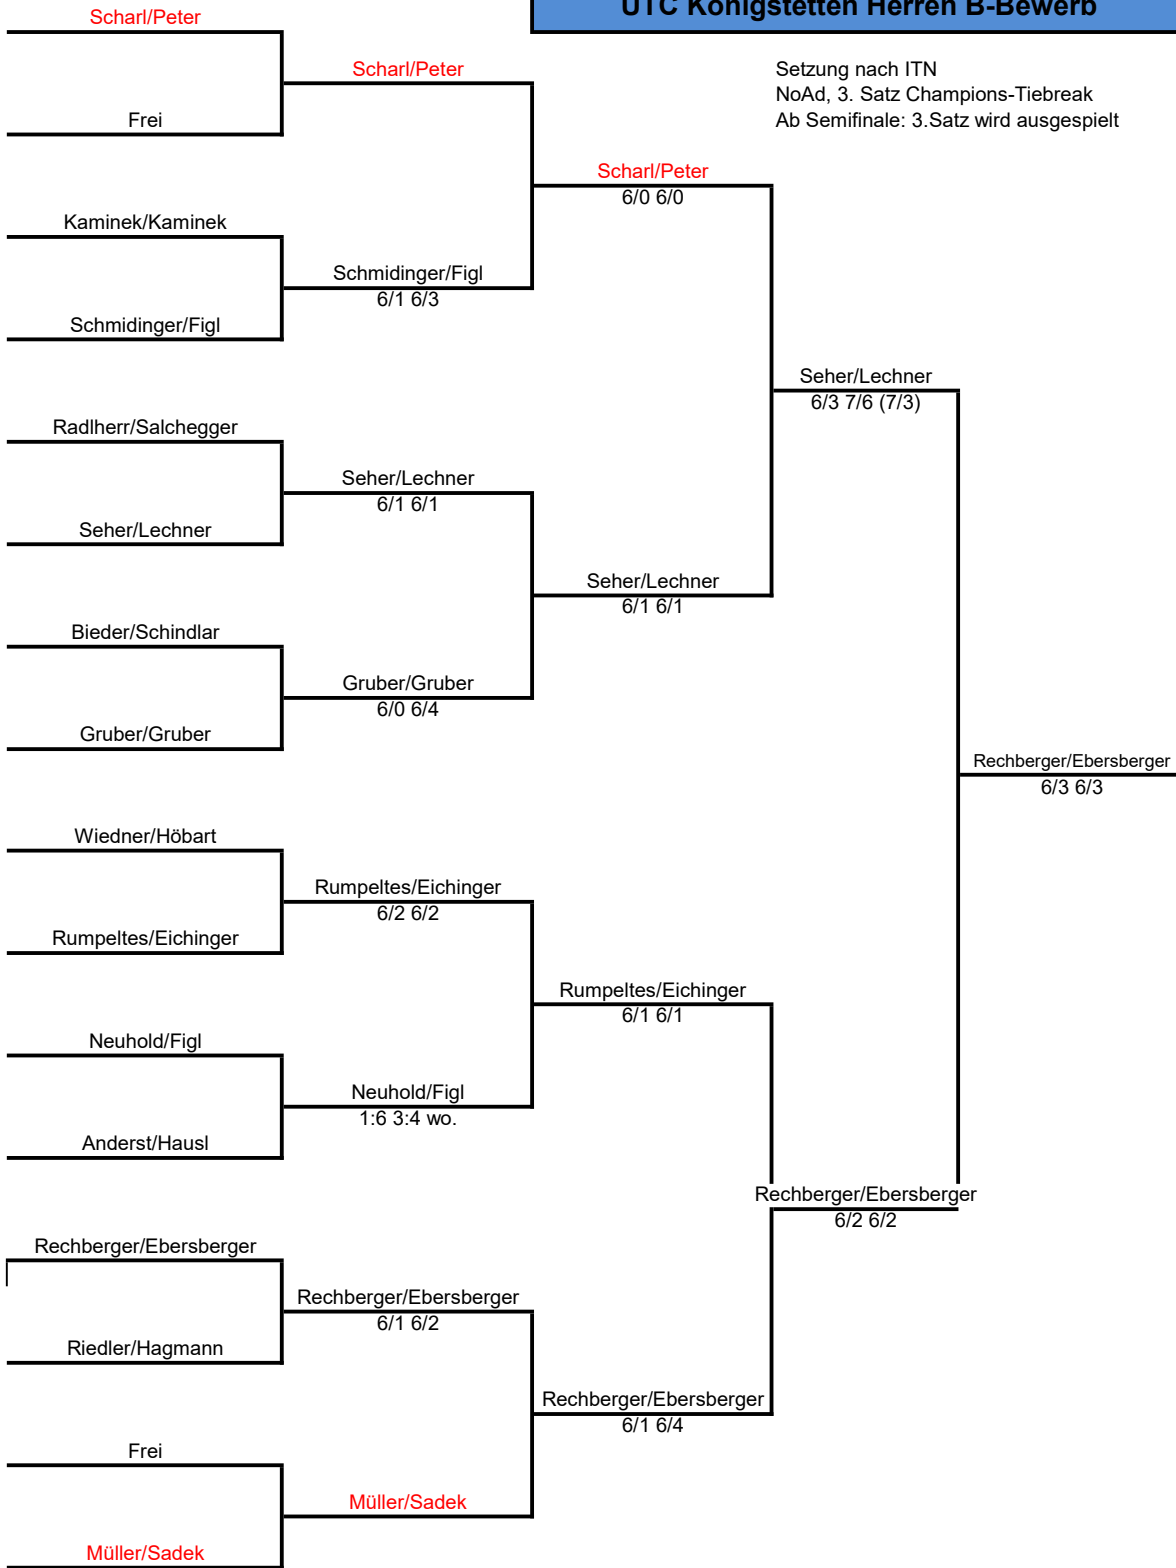 UTC Königstetten Herren B-Bewerb
Scharl/Peter
Scharl/Peter
Setzung nach ITN
NoAd, 3. Satz Champions-Tiebreak
Frei
Ab Semifinale: 3.Satz wird ausgespielt
Scharl/Peter
6/0 6/0
Kaminek/Kaminek
Schmidinger/Figl
6/1 6/3
Schmidinger/Figl
Seher/Lechner
6/3 7/6 (7/3)
Radlherr/Salchegger
Seher/Lechner
6/1 6/1
Seher/Lechner
Seher/Lechner
6/1 6/1
Bieder/Schindlar
Gruber/Gruber
6/0 6/4
Gruber/Gruber
Rechberger/Ebersberger
6/3 6/3
Wiedner/Höbart
Rumpeltes/Eichinger
6/2 6/2
Rumpeltes/Eichinger
Rumpeltes/Eichinger
6/1 6/1
Neuhold/Figl
Neuhold/Figl
1:6 3:4 wo.
Anderst/Hausl
Rechberger/Ebersberger
6/2 6/2
Rechberger/Ebersberger
Rechberger/Ebersberger
6/1 6/2
Riedler/Hagmann
Rechberger/Ebersberger
6/1 6/4
Frei
Müller/Sadek
Müller/Sadek